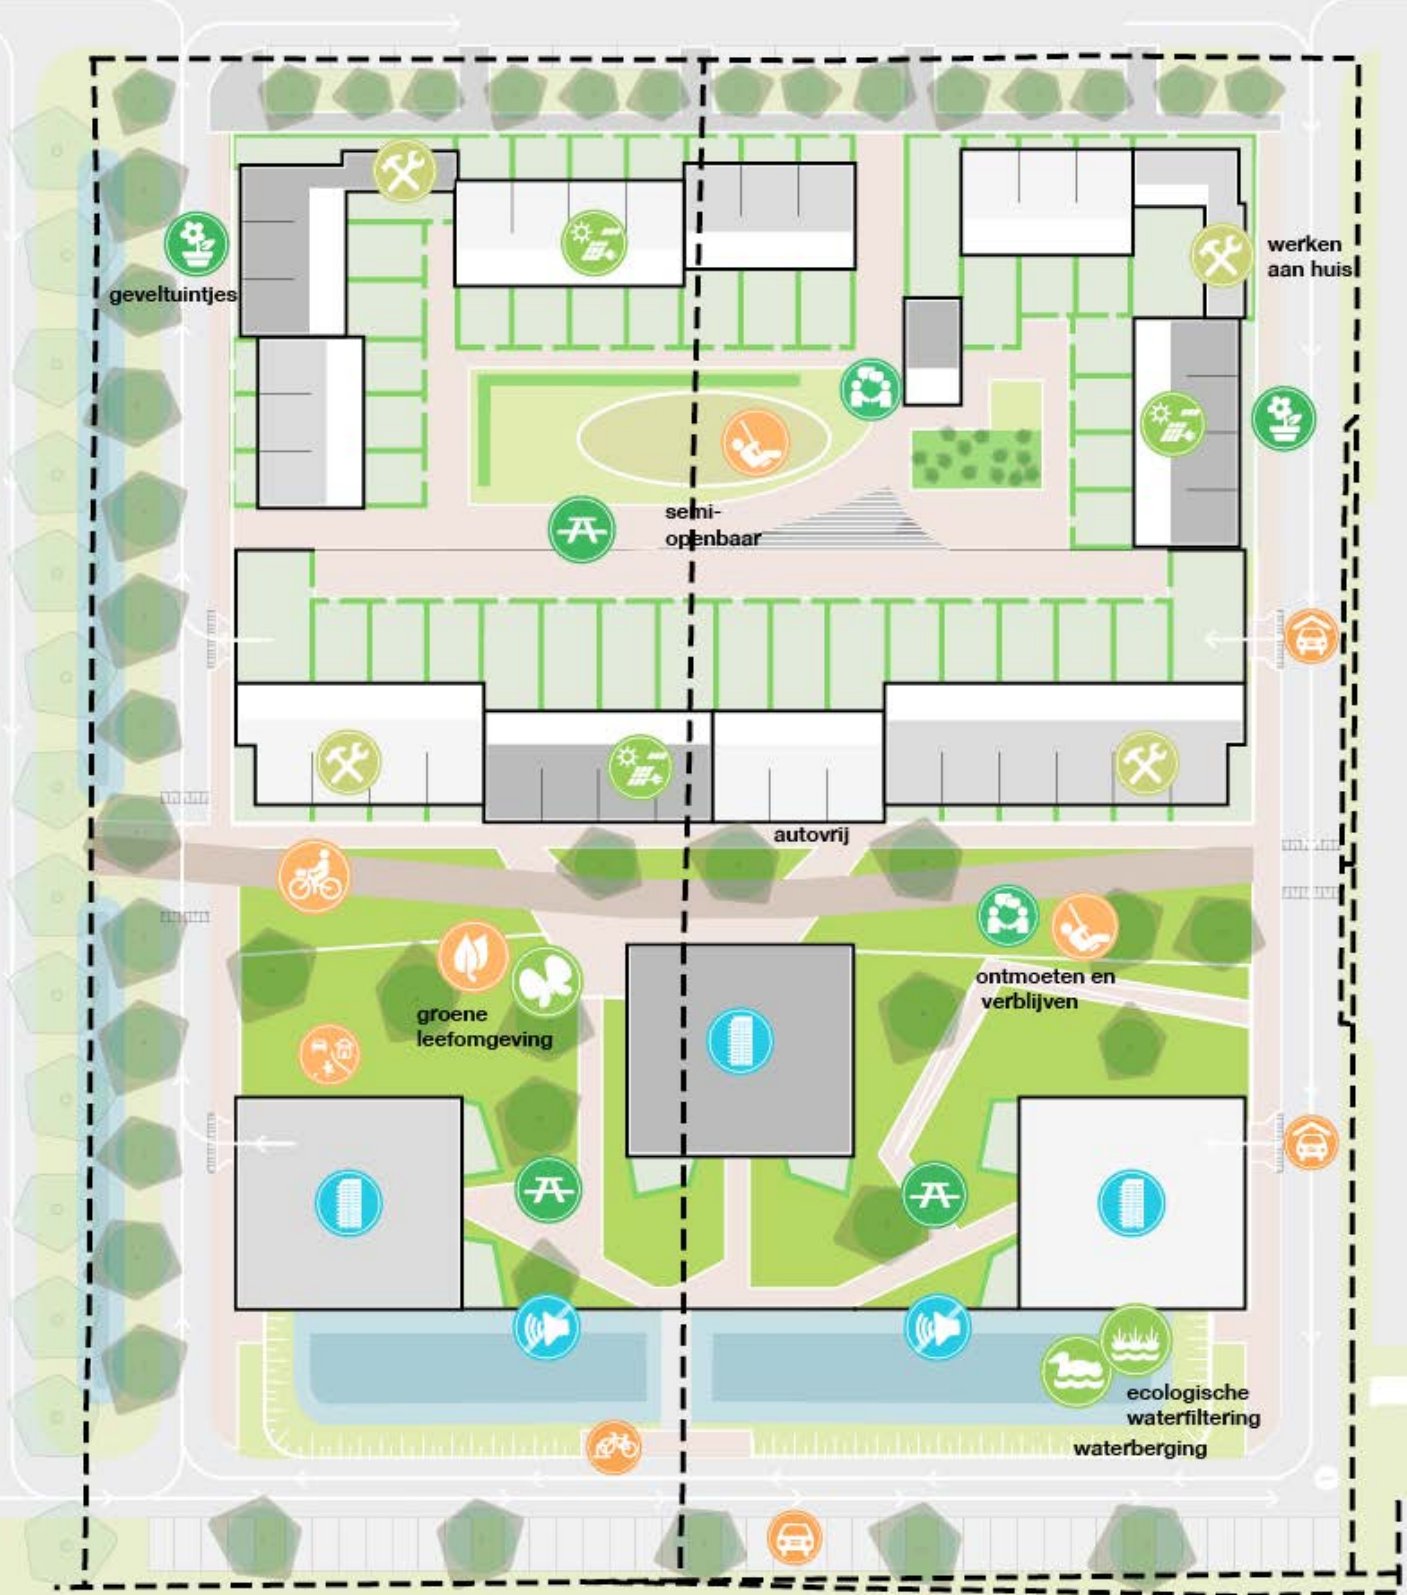 werken
aan huis
geveltuintjes
semi-
openbaar
autovrij
ontmoeten en
verblijven
groene
leefomgeving
ecologische
waterfiltering
waterberging